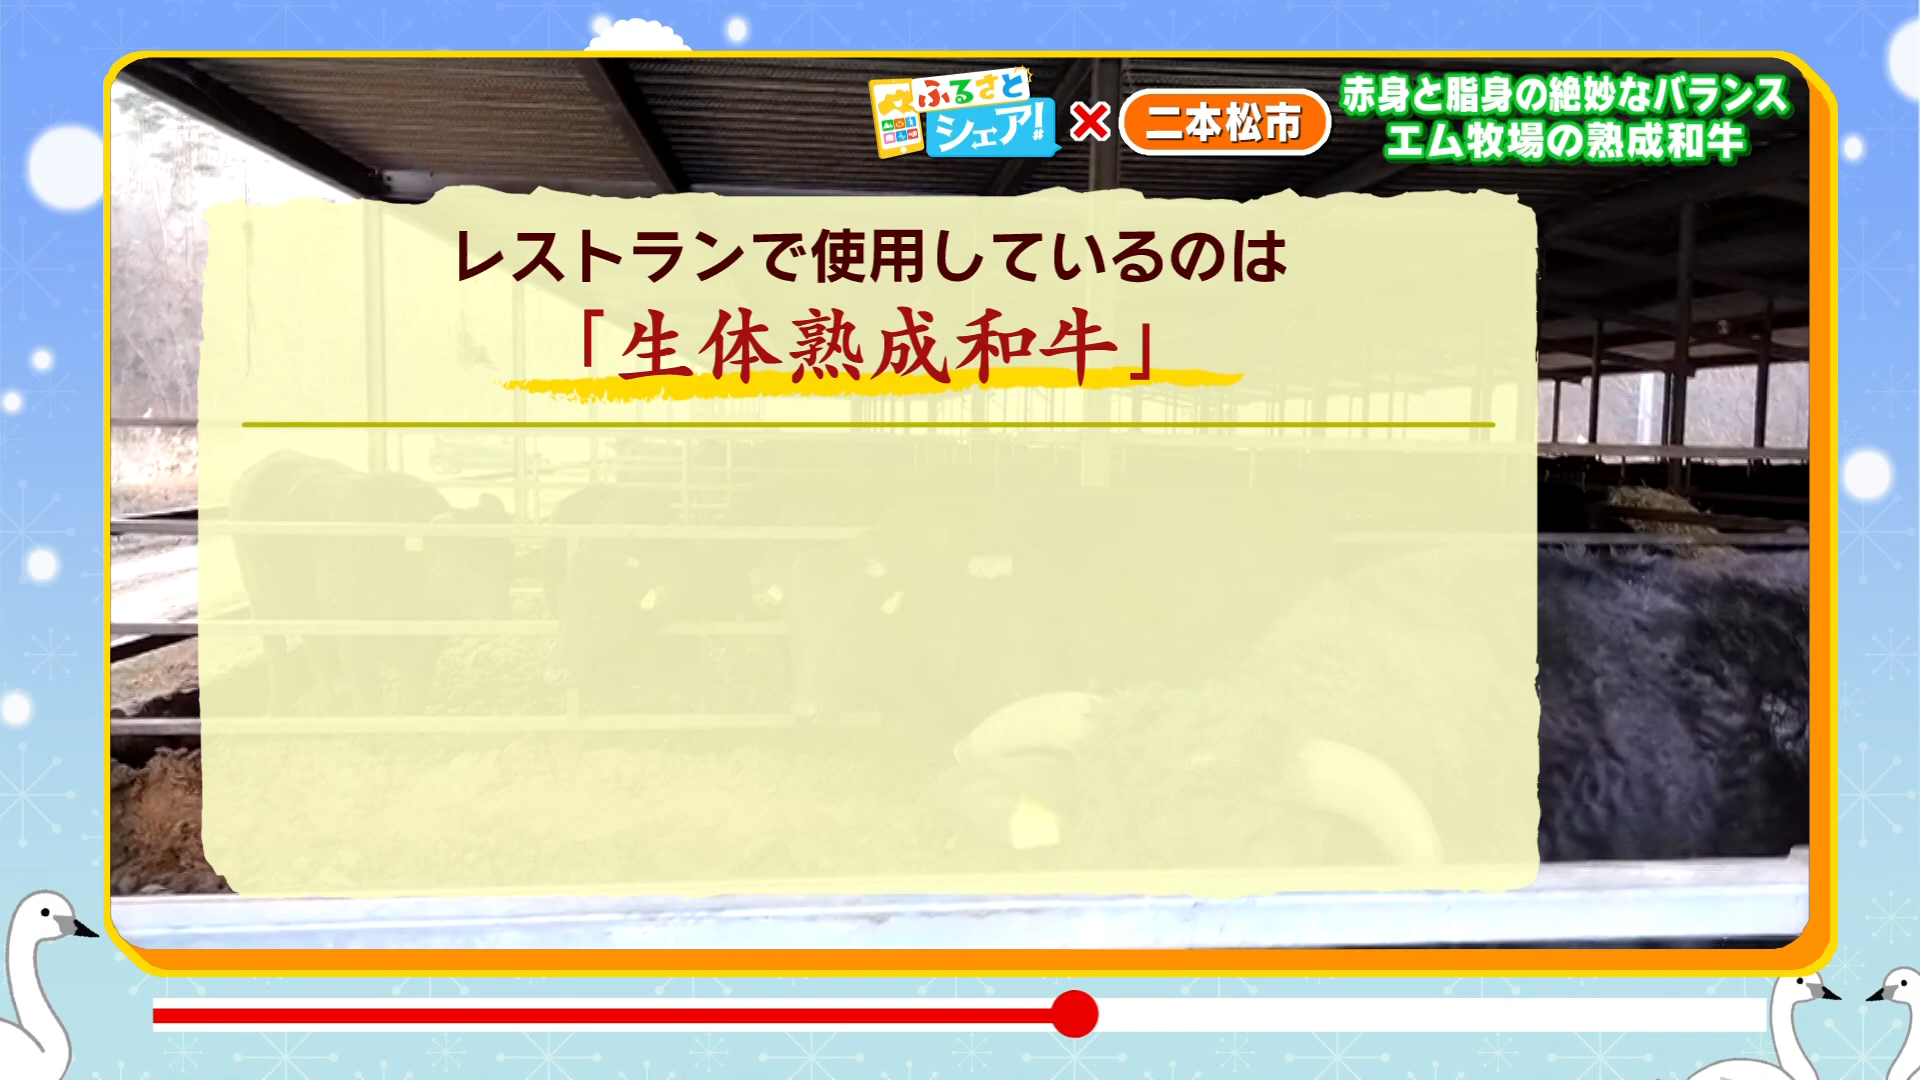 ふるさと
シェア!
×
二本松市
赤身と脂身の絶妙なバランス
エム牧場の熟成和牛
レストランで使用しているのは
「生体熟成和牛」